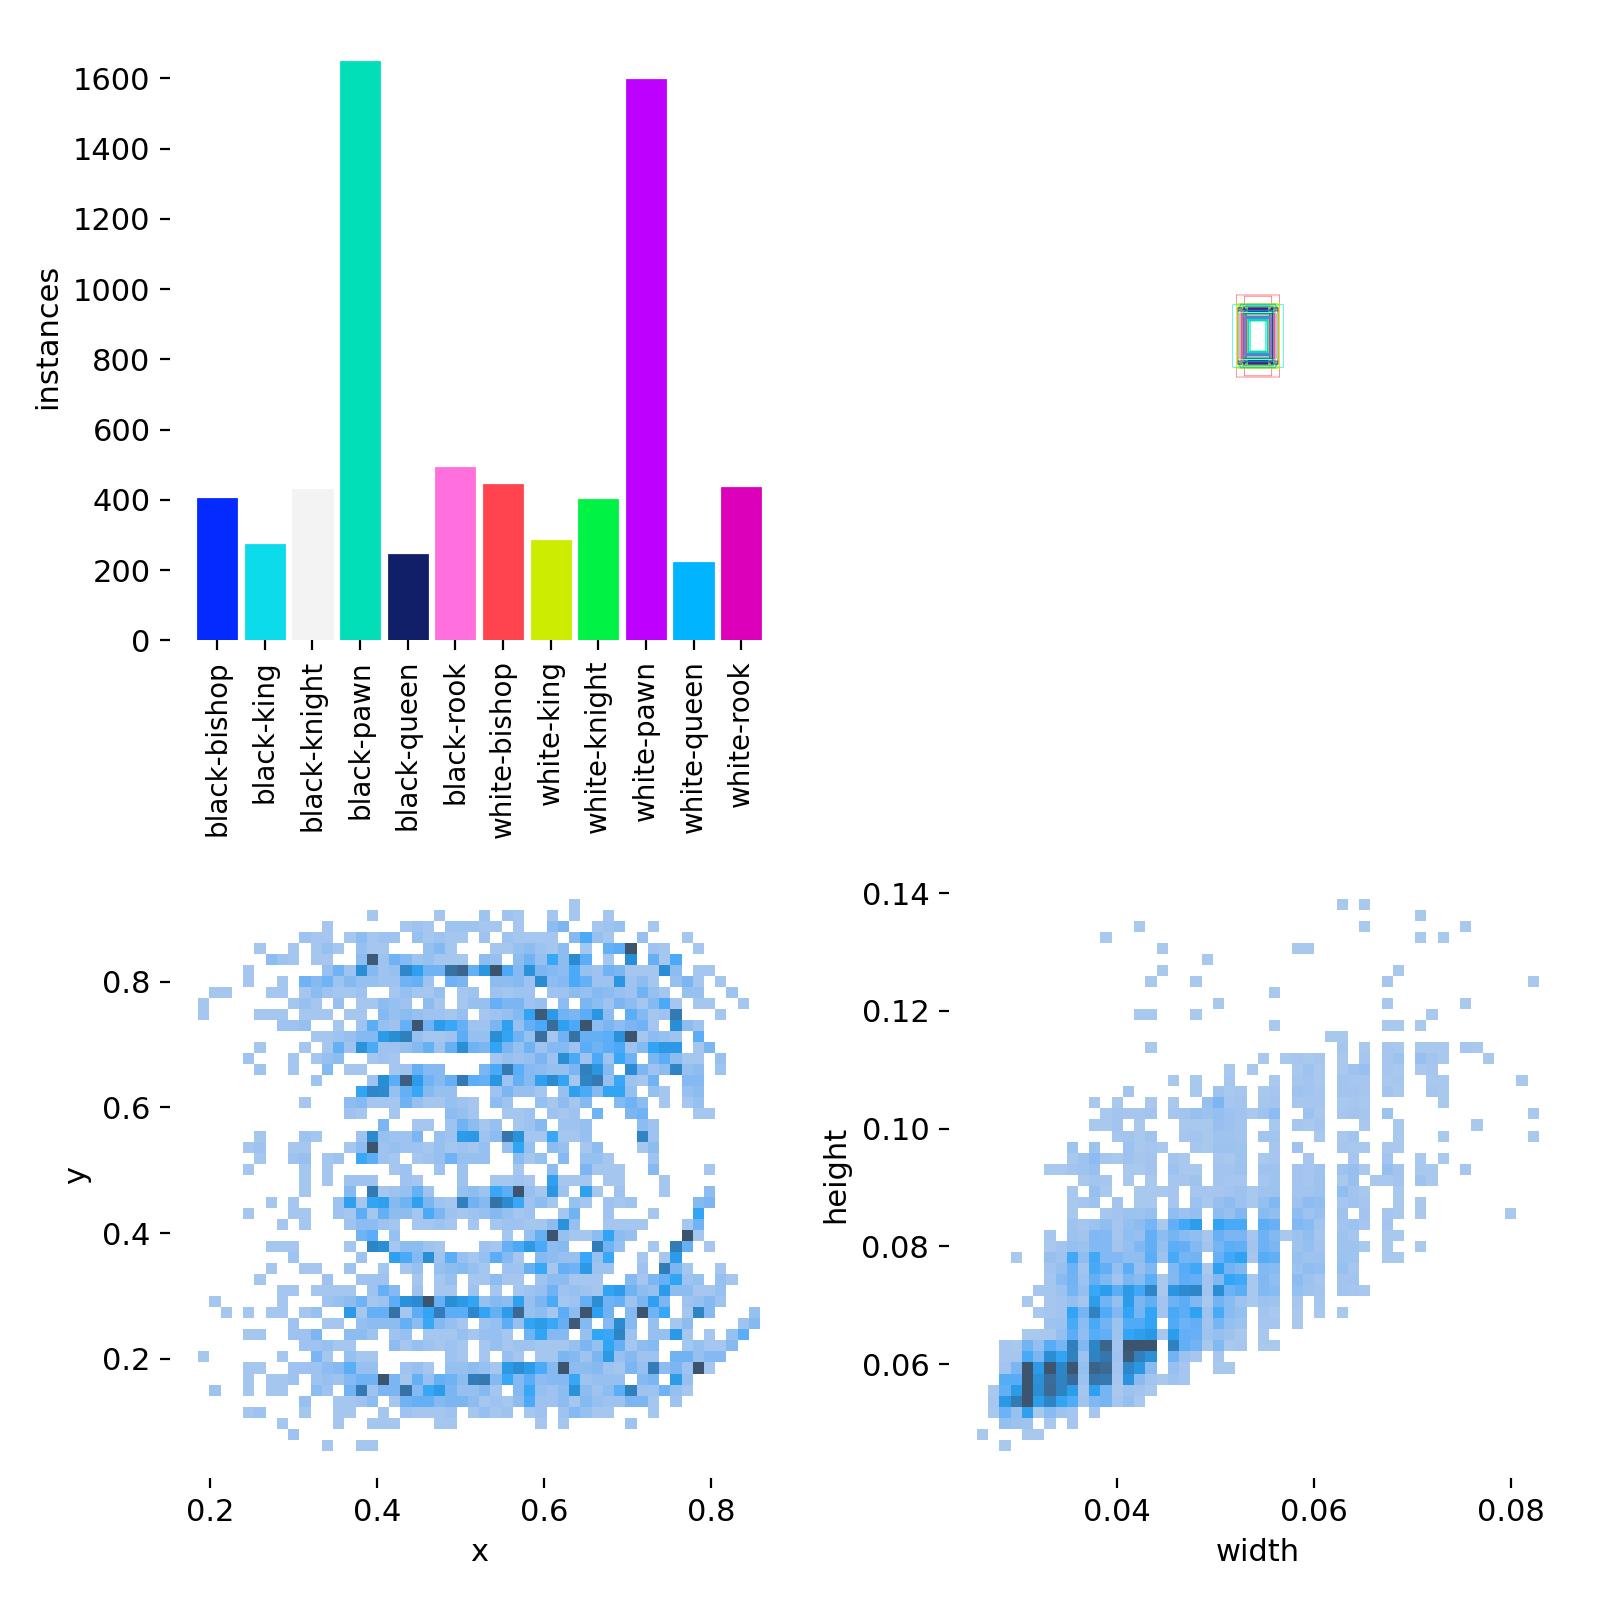 instances
1600
1400
1200
1000
800
600
400
200
0
black-bishop
black-king
black-knight
black-pawn
black-queen
black-rook
white-bishop
white-king
white-knight
white-pawn
white-queen
white-rook
y
0.8
0.6
0.4
0.2
0.2 0.4 0.6 0.8
x
height
0.14
0.12
0.10
0.08
0.06
0.04 0.06 0.08
width